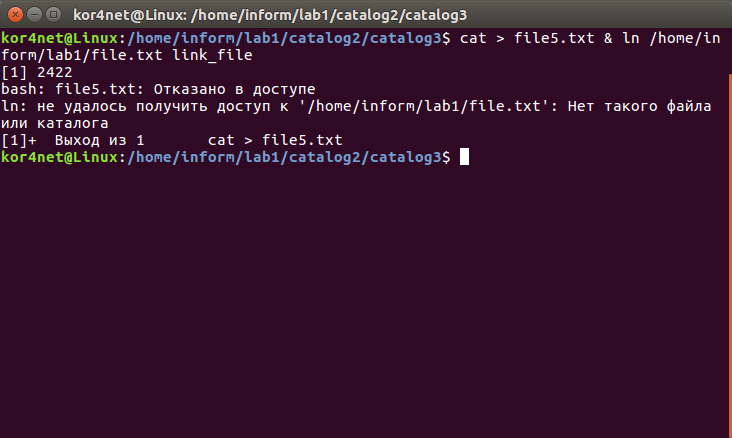 kor4net@Linux: /home/inform/lab1/catalog2/catalog3
kor4net@Linux:/home/inform/lab1/catalog2/catalog3$ cat > file5.txt & ln /home/in
form/lab1/file.txt link_file
[1] 2422
bash: file5.txt: Отказано в доступе
ln: не удалось получить доступ к '/home/inform/lab1/file.txt': Нет такого файла
или каталога
[1]+  Выход из 1       cat > file5.txt
kor4net@Linux:/home/inform/lab1/catalog2/catalog3$